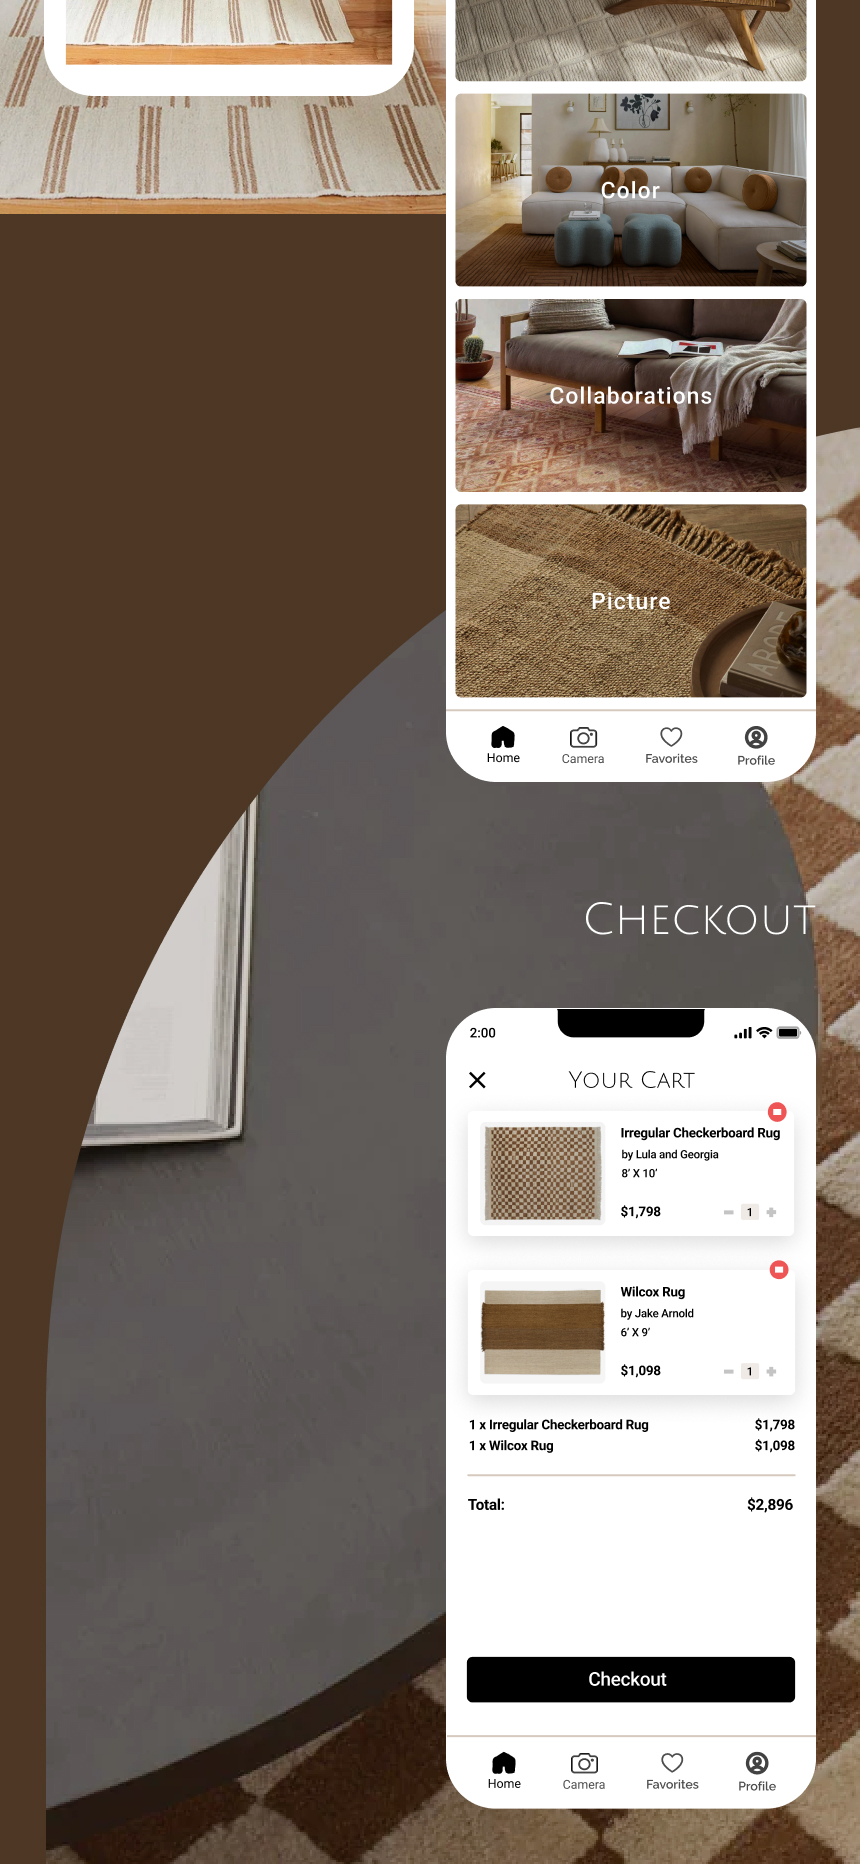 Color
Collaborations
ABODE
Picture
Home
Camera
Favorites
Profile
Checkout
2:00
Your Cart
Irregular Checkerboard Rug
by Lula and Georgia
8' X 10'
$1,798
1
Wilcox Rug
by Jake Arnold
6' X 9'
$1,098
1
1 x Irregular Checkerboard Rug $1,798
1 x Wilcox Rug $1,098
Total: $2,896
Checkout
Home
Camera
Favorites
Profile